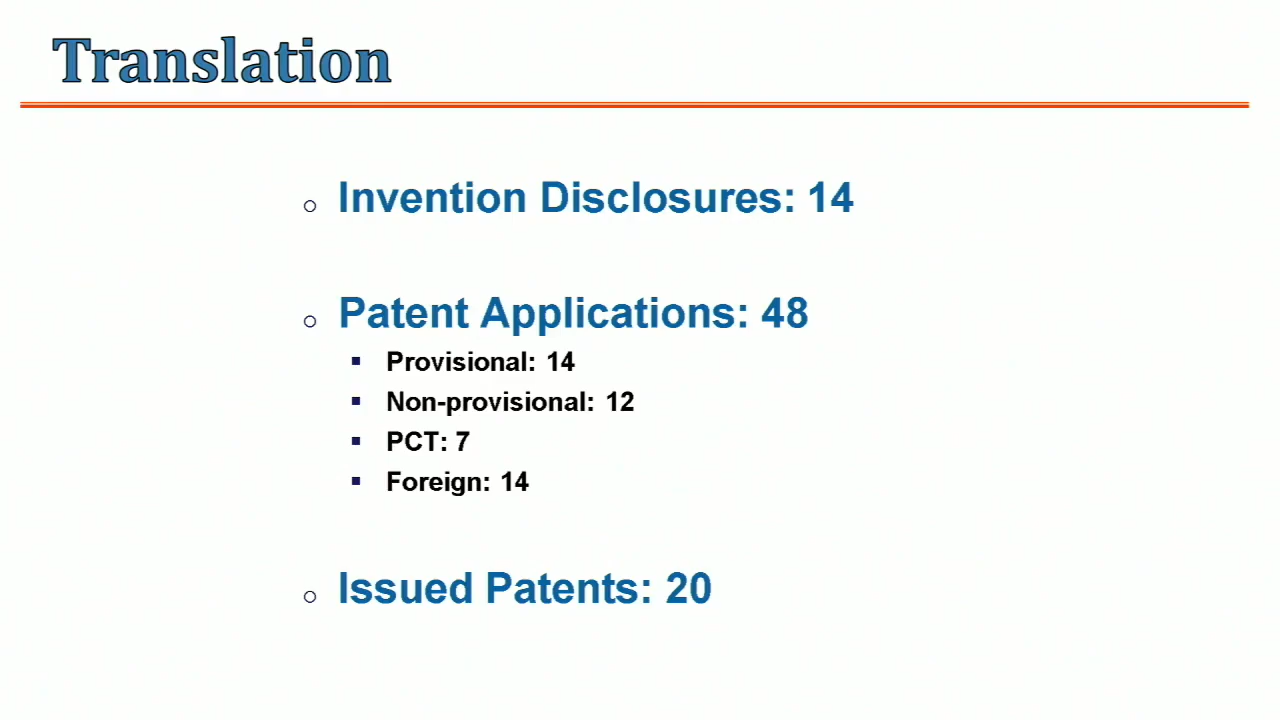 Translation
Invention Disclosures: 14
Patent Applications: 48
Provisional: 14
Non-provisional: 12
PCT: 7
Foreign: 14
Issued Patents: 20